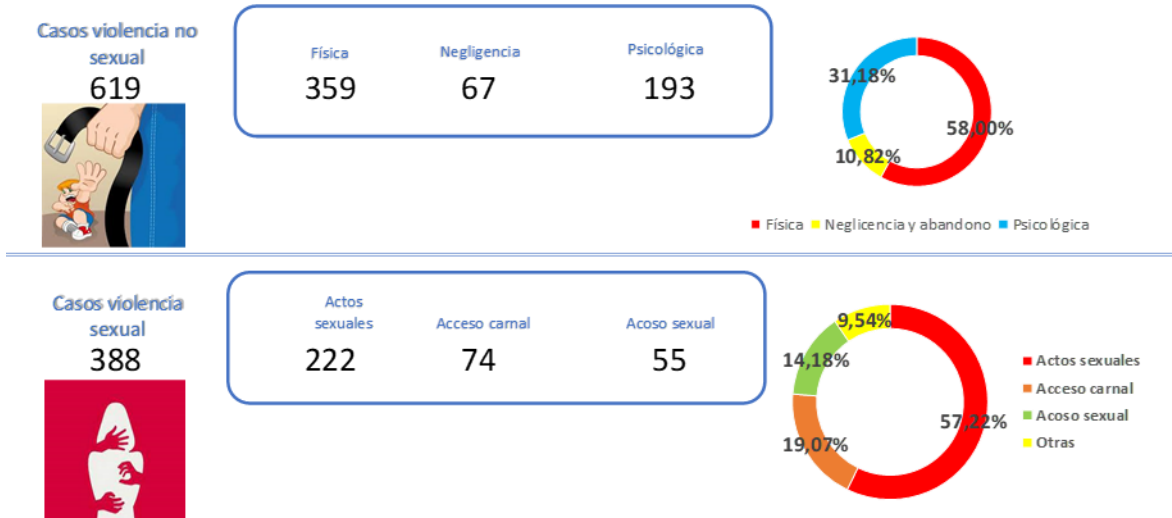 Casos violencia no
sexual
619
Física
Negligencia
Psicológica
359
67
193
31,18%
58,00%
10,82%
Física
Neglicencia y abandono
Psicológica
Casos violencia
sexual
388
Actos
sexuales
Acceso carnal
Acoso sexual
222
74
55
9,54%
14,18%
57,22%
19,07%
Actos sexuales
Acceso carnal
Acoso sexual
Otras